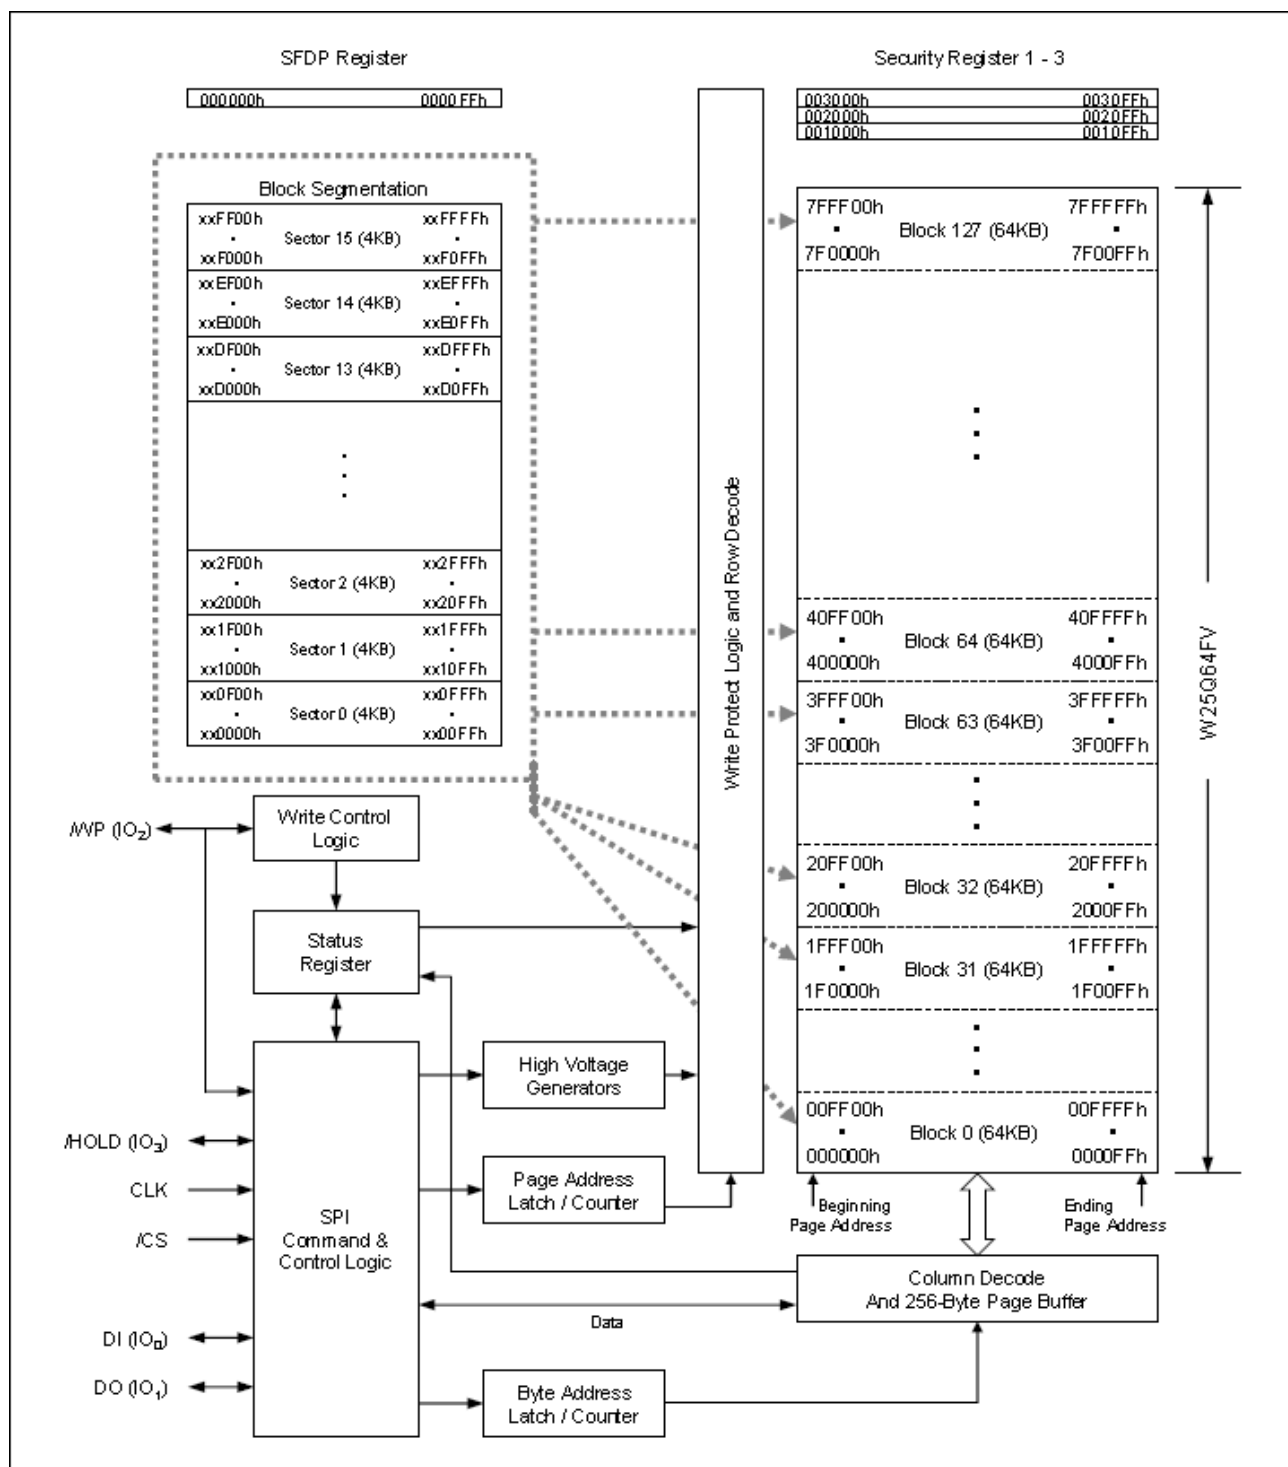 SFDP Register
000000h 0000FFh
Security Register 1 - 3
003000h 0030FFh
002000h 0020FFh
001000h 0010FFh
Block Segmentation
xxFF00h xxFFFFh
Sector 15 (4KB)
xxF000h xxF0FFh
xxEF00h xxEFFFh
Sector 14 (4KB)
xxE000h xxE0FFh
xxDF00h xxDFFFh
Sector 13 (4KB)
xxD000h xxD0FFh
xx2F00h xx2FFFh
Sector 2 (4KB)
xx2000h xx20FFh
xx1F00h xx1FFFh
Sector 1 (4KB)
xx1000h xx10FFh
xx0F00h xx0FFFh
Sector 0 (4KB)
xx0000h xx00FFh
Write Protect Logic and Row Decode
7FFF00h 7FFFFFh
Block 127 (64KB)
7F0000h 7F00FFh
40FF00h 40FFFFh
Block 64 (64KB)
400000h 4000FFh
3FFF00h 3FFFFFh
Block 63 (64KB)
3F0000h 3F00FFh
20FF00h 20FFFFh
Block 32 (64KB)
200000h 2000FFh
1FFF00h 1FFFFFh
Block 31 (64KB)
1F0000h 1F00FFh
00FF00h 00FFFFh
Block 0 (64KB)
000000h 0000FFh
W25Q64FV
Beginning
Page Address
Ending
Page Address
/WP (IO2)
Write Control
Logic
Status
Register
High Voltage
Generators
/HOLD (IO3)
CLK
/CS
DI (IO0)
DO (IO1)
SPI
Command &
Control Logic
Page Address
Latch / Counter
Column Decode
And 256-Byte Page Buffer
Data
Byte Address
Latch / Counter